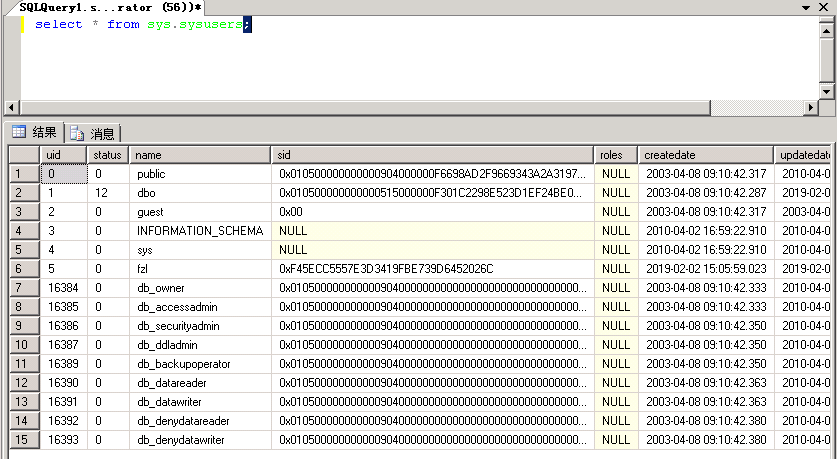 SQLQuery1.s...rator (56))*
select * from sys.sysusers;
结果 消息
uid status name sid roles createdate updatedate
1 0 0 public 0x010500000000000904000000F6698AD2F9669343A2A3197... NULL 2003-04-08 09:10:42.317 2010-04-0
2 1 12 dbo 0x010500000000000515000000F301C2298E523D1EF24BE0... NULL 2003-04-08 09:10:42.287 2019-02-0
3 2 0 guest 0x00 NULL 2003-04-08 09:10:42.317 2003-04-0
4 3 0 INFORMATION_SCHEMA NULL NULL 2010-04-02 16:59:22.910 2010-04-0
5 4 0 sys NULL NULL 2010-04-02 16:59:22.910 2010-04-0
6 5 0 fzl 0xF45ECC5557E3D3419FBE739D6452026C NULL 2019-02-02 15:05:59.023 2019-02-0
7 16384 0 db_owner 0x01050000000000090400000000000000000000000000000... NULL 2003-04-08 09:10:42.333 2010-04-0
8 16385 0 db_accessadmin 0x01050000000000090400000000000000000000000000000... NULL 2003-04-08 09:10:42.333 2010-04-0
9 16386 0 db_securityadmin 0x01050000000000090400000000000000000000000000000... NULL 2003-04-08 09:10:42.350 2010-04-0
10 16387 0 db_ddladmin 0x01050000000000090400000000000000000000000000000... NULL 2003-04-08 09:10:42.350 2010-04-0
11 16389 0 db_backupoperator 0x01050000000000090400000000000000000000000000000... NULL 2003-04-08 09:10:42.350 2010-04-0
12 16390 0 db_datareader 0x01050000000000090400000000000000000000000000000... NULL 2003-04-08 09:10:42.363 2010-04-0
13 16391 0 db_datawriter 0x01050000000000090400000000000000000000000000000... NULL 2003-04-08 09:10:42.363 2010-04-0
14 16392 0 db_denydatareader 0x01050000000000090400000000000000000000000000000... NULL 2003-04-08 09:10:42.380 2010-04-0
15 16393 0 db_denydatawriter 0x01050000000000090400000000000000000000000000000... NULL 2003-04-08 09:10:42.380 2010-04-0